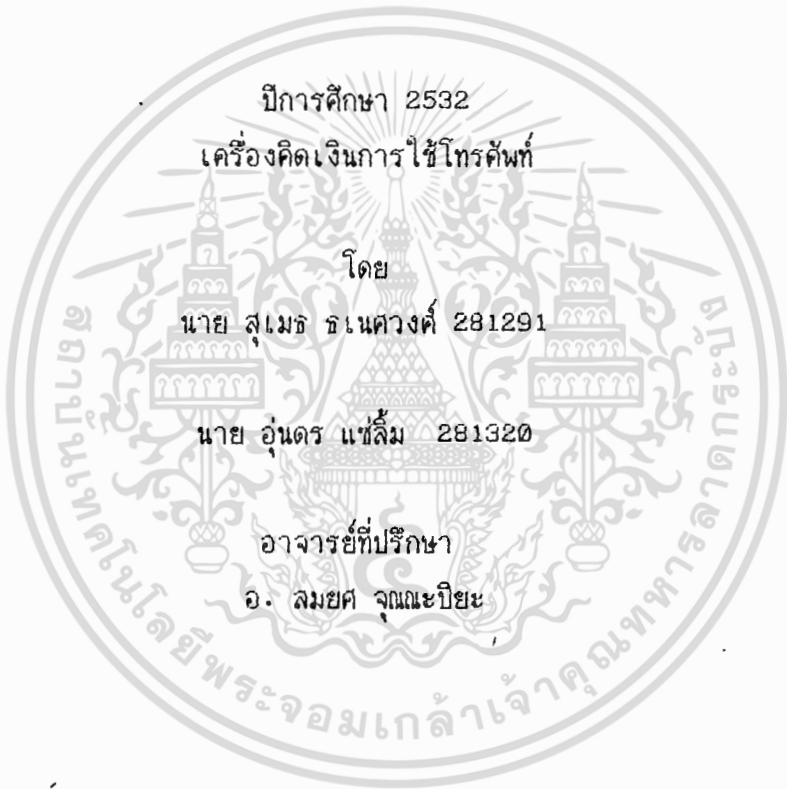 ปีการศึกษา 2532
เครื่องคิดเงินการใช้โทรศัพท์
โดย
นาย สุเมธ ธเนศวงศ์ 281291
นาย อุ่นดร แซ่ลิ้ม 281320
อาจารย์ที่ปรึกษา
อ. สมยศ จุณณะปิยะ
สถาบันเทคโนโลยีพระจอมเกล้าเจ้าคุณทหารลาดกระบัง